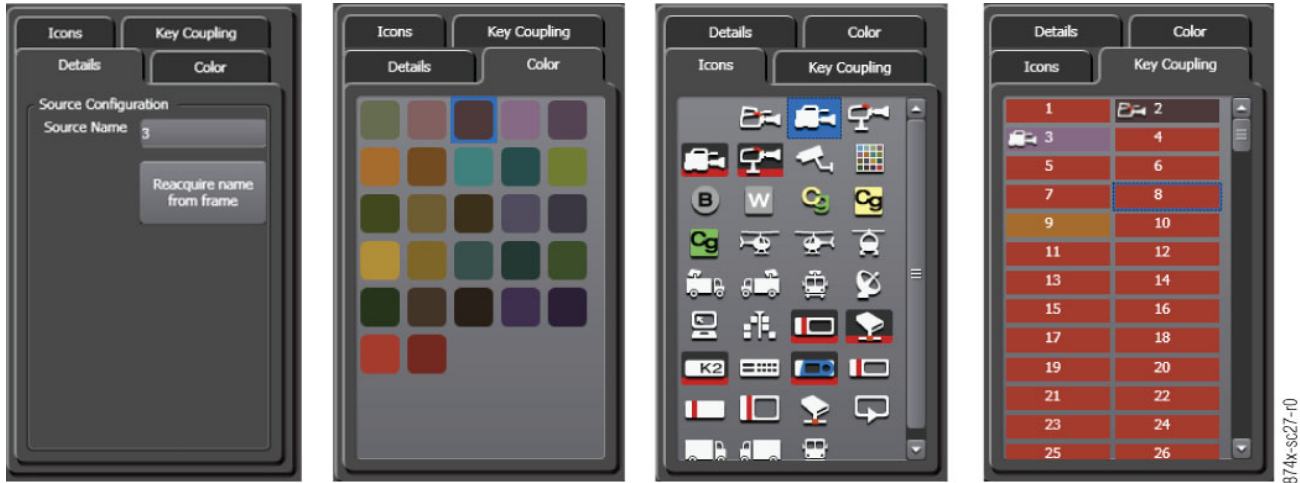 Icons Key Coupling
Details Color
Source Configuration
Source Name 3
Reacquire name
from frame
Icons Key Coupling
Details Color
Details Color
Icons Key Coupling
B W Cg Cg
Cg
K2
Details Color
Icons Key Coupling
1 2
3 4
5 6
7 8
9 10
11 12
13 14
15 16
17 18
19 20
21 22
23 24
25 26
874x-sc27-r0